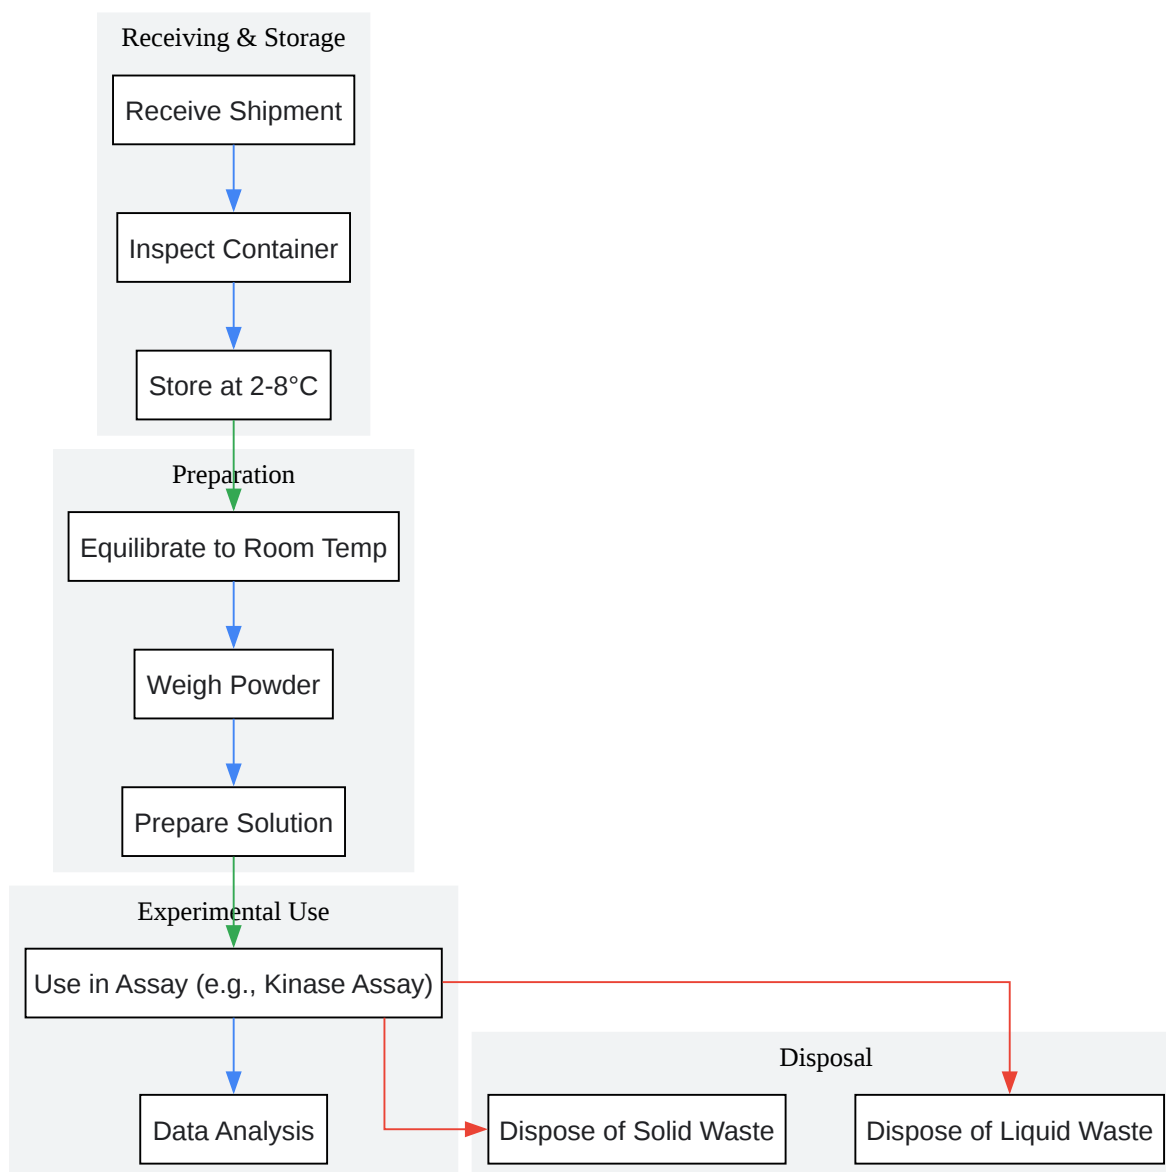 Receiving & Storage
Receive Shipment
Inspect Container
Store at 2-8°C
Preparation
Equilibrate to Room Temp
Weigh Powder
Prepare Solution
Experimental Use
Use in Assay (e.g., Kinase Assay)
Data Analysis
Disposal
Dispose of Solid Waste
Dispose of Liquid Waste